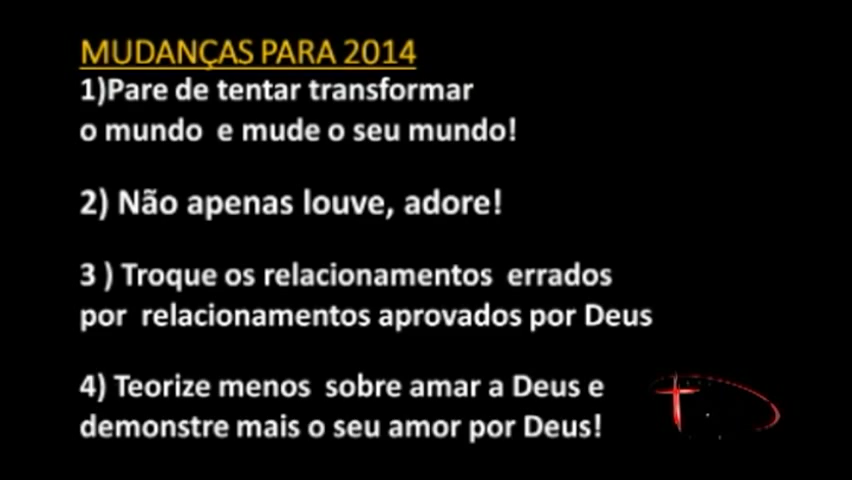 MUDANÇAS PARA 2014
1)Pare de tentar transformar
o mundo e mude o seu mundo!
2) Não apenas louve, adore!
3 ) Troque os relacionamentos errados
por relacionamentos aprovados por Deus
4) Teorize menos sobre amar a Deus e
demonstre mais o seu amor por Deus!